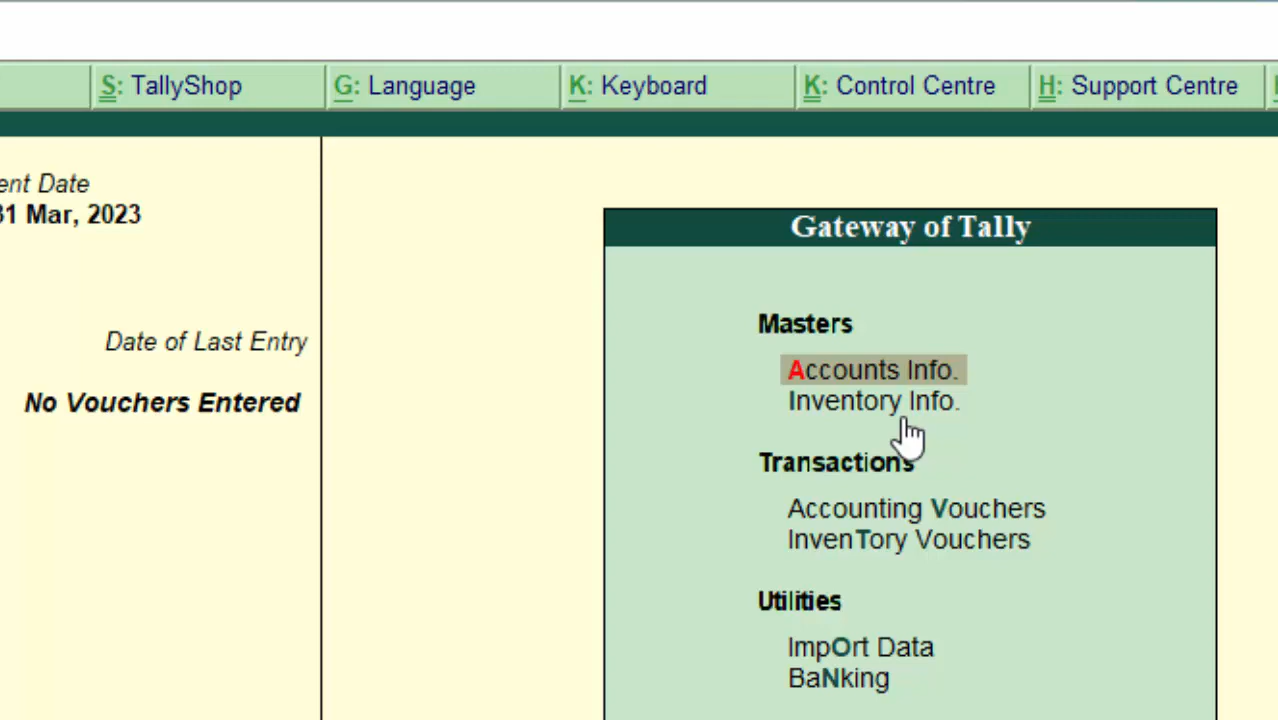 S: TallyShop G: Language K: Keyboard K: Control Centre H: Support Centre
ent Date
31 Mar, 2023
Gateway of Tally
Date of Last Entry
No Vouchers Entered
Masters
Accounts Info.
Inventory Info.
Transactions
Accounting Vouchers
InvenTory Vouchers
Utilities
ImpOrt Data
BaNking